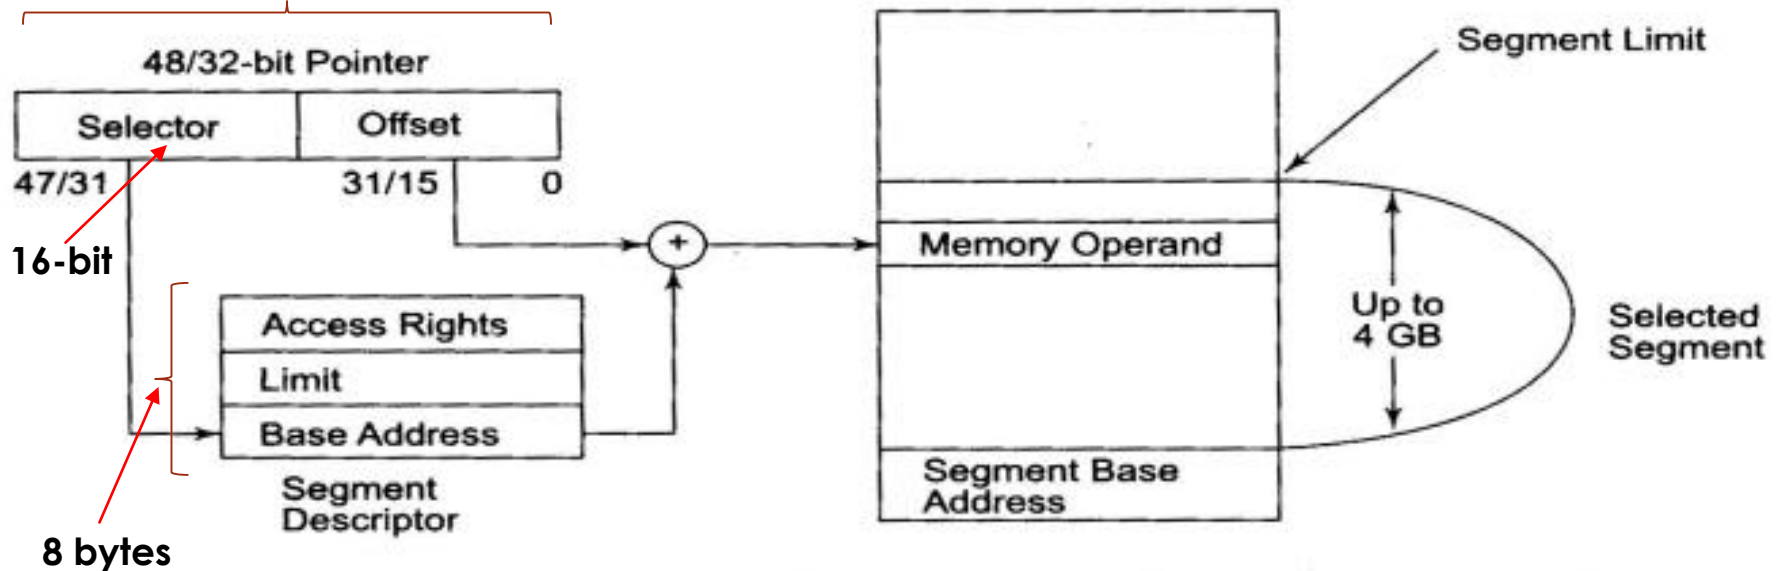 48/32-bit Pointer
Selector
Offset
47/31
31/15
0
16-bit
+
Access Rights
Limit
Base Address
Segment
Descriptor
8 bytes
Segment Limit
Memory Operand
Up to
4 GB
Selected
Segment
Segment Base
Address